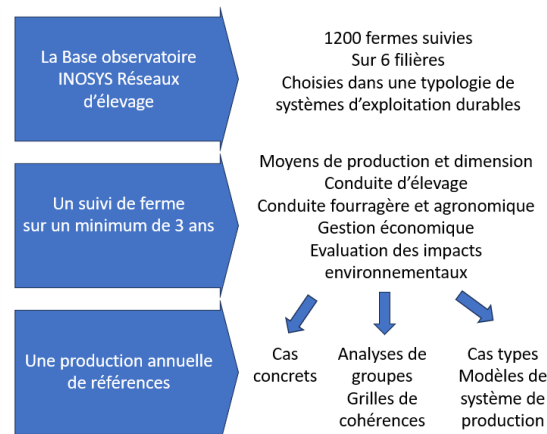 La Base observatoire
INOSYS Réseaux
d'élevage
1200 fermes suivies
Sur 6 filières
Choisies dans une typologie de
systèmes d'exploitation durables
Un suivi de ferme
sur un minimum de 3 ans
Moyens de production et dimension
Conduite d'élevage
Conduite fourragère et agronomique
Gestion économique
Evaluation des impacts
environnementaux
Une production annuelle
de références
Cas
concrets
Analyses de
groupes
Grilles de
cohérences
Cas types
Modèles de
système de
production